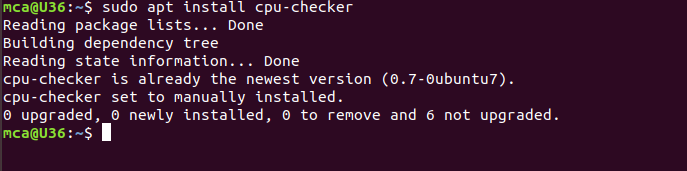 mca@U36:~$ sudo apt install cpu-checker
Reading package lists... Done
Building dependency tree
Reading state information... Done
cpu-checker is already the newest version (0.7-0ubuntu7).
cpu-checker set to manually installed.
0 upgraded, 0 newly installed, 0 to remove and 6 not upgraded.
mca@U36:~$